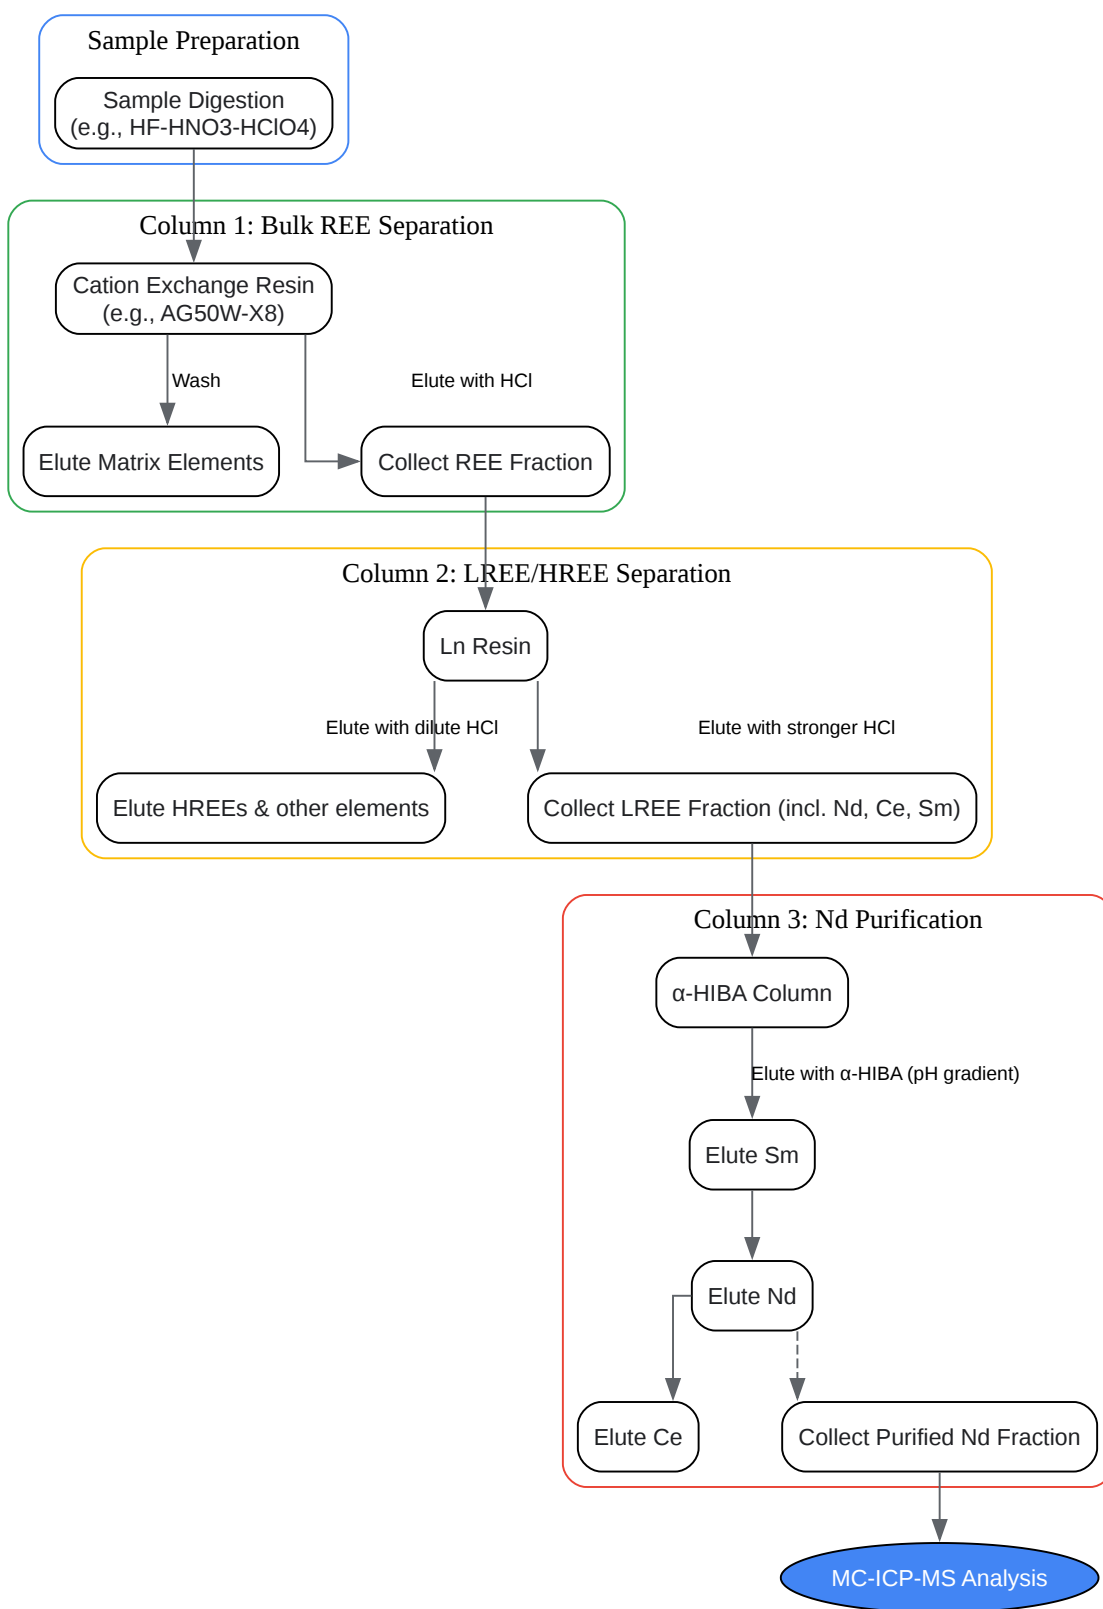 Sample Preparation
Sample Digestion
(e.g., HF-HNO3-HClO4)
Column 1: Bulk REE Separation
Cation Exchange Resin
(e.g., AG50W-X8)
Wash
Elute with HCl
Elute Matrix Elements
Collect REE Fraction
Column 2: LREE/HREE Separation
Ln Resin
Elute with dilute HCl
Elute with stronger HCl
Elute HREEs & other elements
Collect LREE Fraction (incl. Nd, Ce, Sm)
Column 3: Nd Purification
α-HIBA Column
Elute with α-HIBA (pH gradient)
Elute Sm
Elute Nd
Elute Ce
Collect Purified Nd Fraction
MC-ICP-MS Analysis